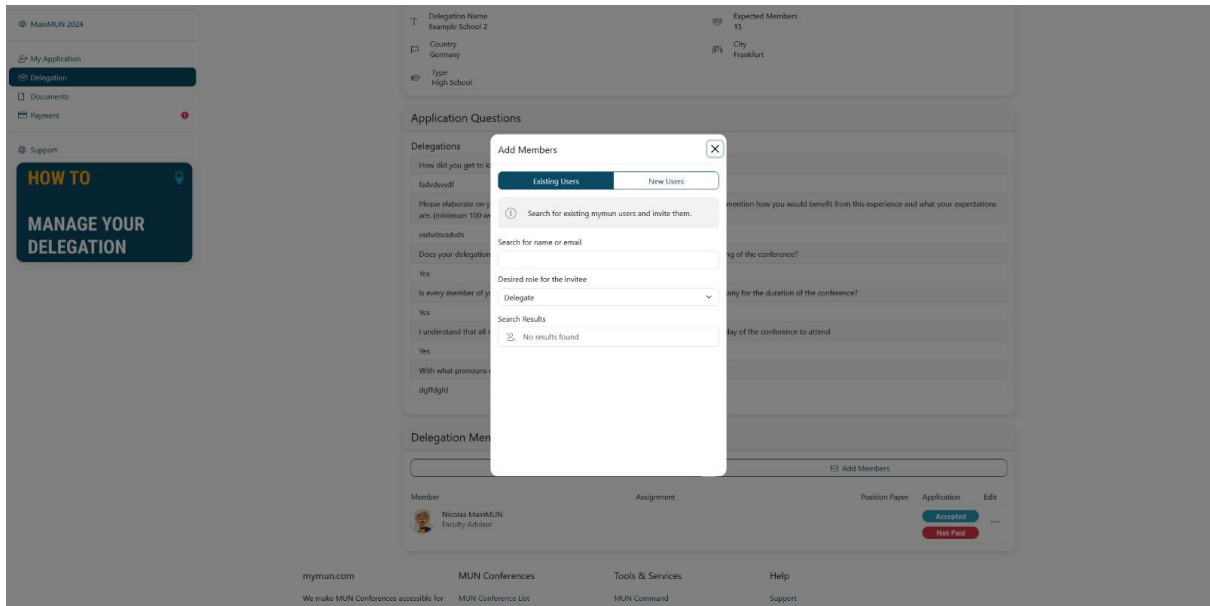 MainMUN 2024
My Application
Delegation
Documents
Payment
Support
HOW TO
MANAGE YOUR
DELEGATION
Delegation Name
Example School 2
Expected Members
15
Country
Germany
City
Frankfurt
Type
High School
Application Questions
Delegations
How did you get to k
fsdvdsvsdf
Please elaborate on y
mention how you would benefit from this experience and what your expectations
are. (minimum 100 w
vsdvdsvsdvds
Does your delegation
ng of the conference?
Yes
Is every member of y
any for the duration of the conference?
Yes
I understand that all
day of the conference to attend
Yes
With what pronouns
dgffdgfd
Add Members
Existing Users
New Users
Search for existing mymun users and invite them.
Search for name or email
Desired role for the invitee
Delegate
Search Results
No results found
Delegation Mem
Add Members
Member
Assignment
Position Paper
Application
Edit
Nicolas MainMUN
Faculty Advisor
Accepted
Not Paid
mymun.com
MUN Conferences
Tools & Services
Help
We make MUN Conferences accessible for
MUN Conference List
MUN Command
Support